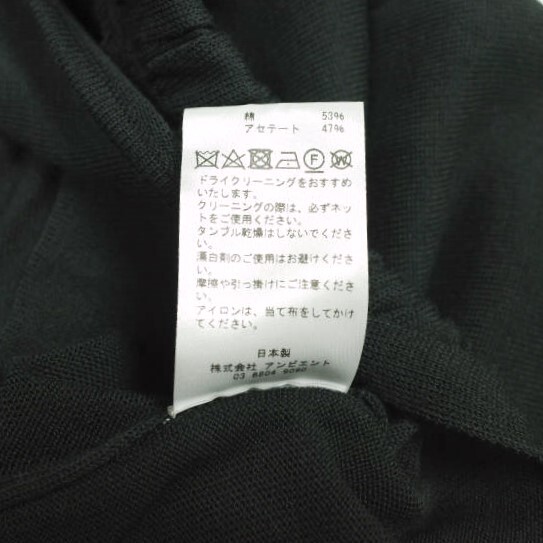 綿 53%
アセテート 47%
F W
ドライクリーニングをおすすめ
いたします。
クリーニングの際は、必ずネッ
トをご使用ください。
タンブル乾燥はしないでくださ
い。
漂白剤のご使用はお避けくださ
い。
摩擦や引っ掛けにご注意くださ
い。
アイロンは、当て布をしてかけ
てください。
日本製
株式会社 アンビエント
03 6804 9090